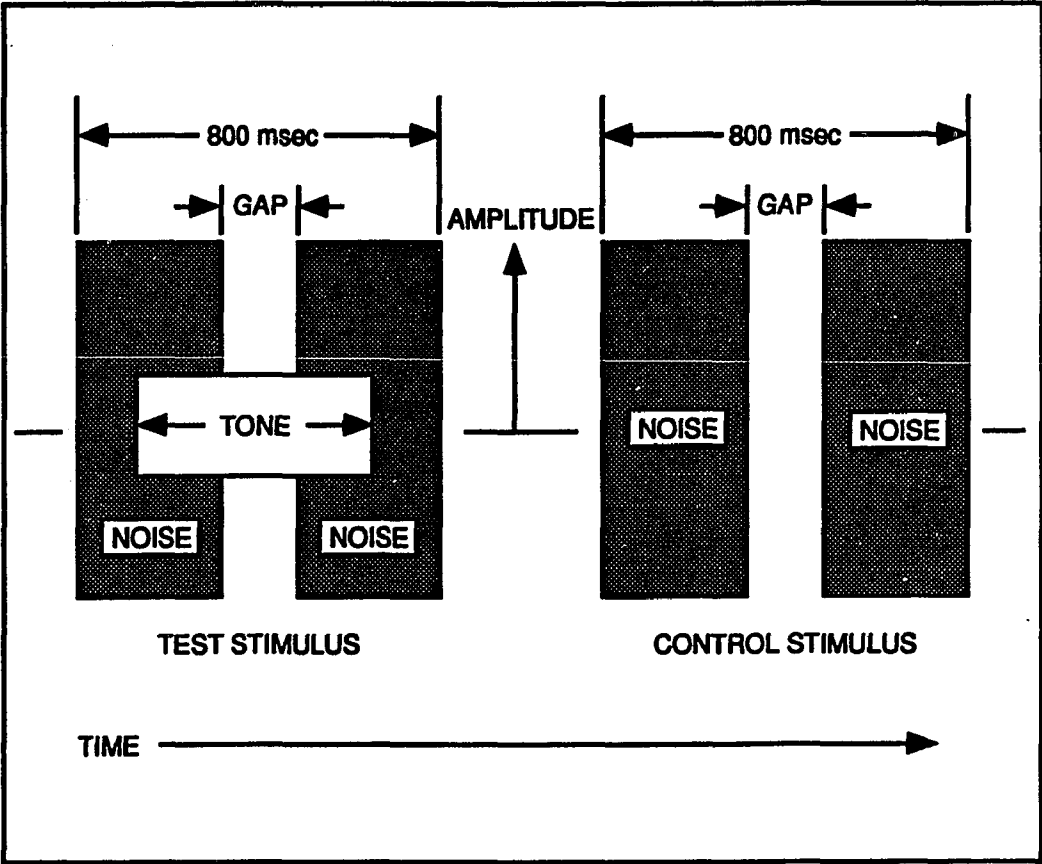 800 msec
800 msec
GAP
GAP
AMPLITUDE
TONE
NOISE
NOISE
NOISE
NOISE
TEST STIMULUS
CONTROL STIMULUS
TIME